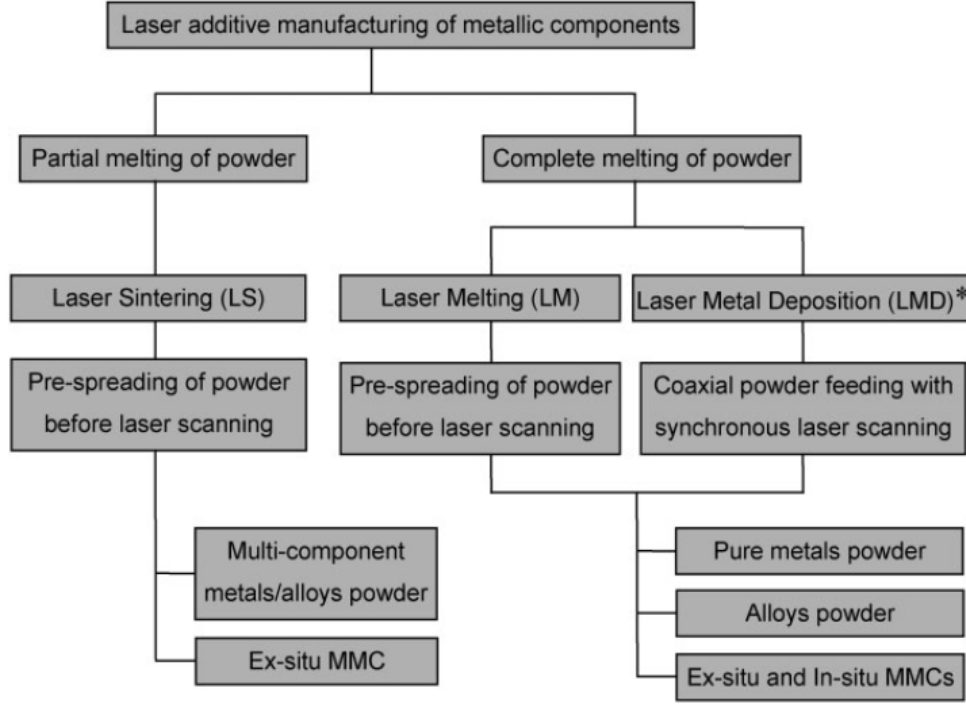 Laser additive manufacturing of metallic components
Partial melting of powder
Complete melting of powder
Laser Sintering (LS)
Laser Melting (LM)
Laser Metal Deposition (LMD)*
Pre-spreading of powder
before laser scanning
Pre-spreading of powder
before laser scanning
Coaxial powder feeding with
synchronous laser scanning
Multi-component
metals/alloys powder
Ex-situ MMC
Pure metals powder
Alloys powder
Ex-situ and In-situ MMCs